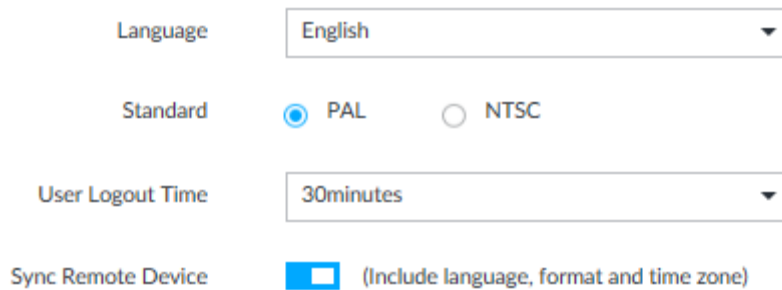 Language English
Standard PAL NTSC
User Logout Time 30minutes
Sync Remote Device (Include language, format and time zone)